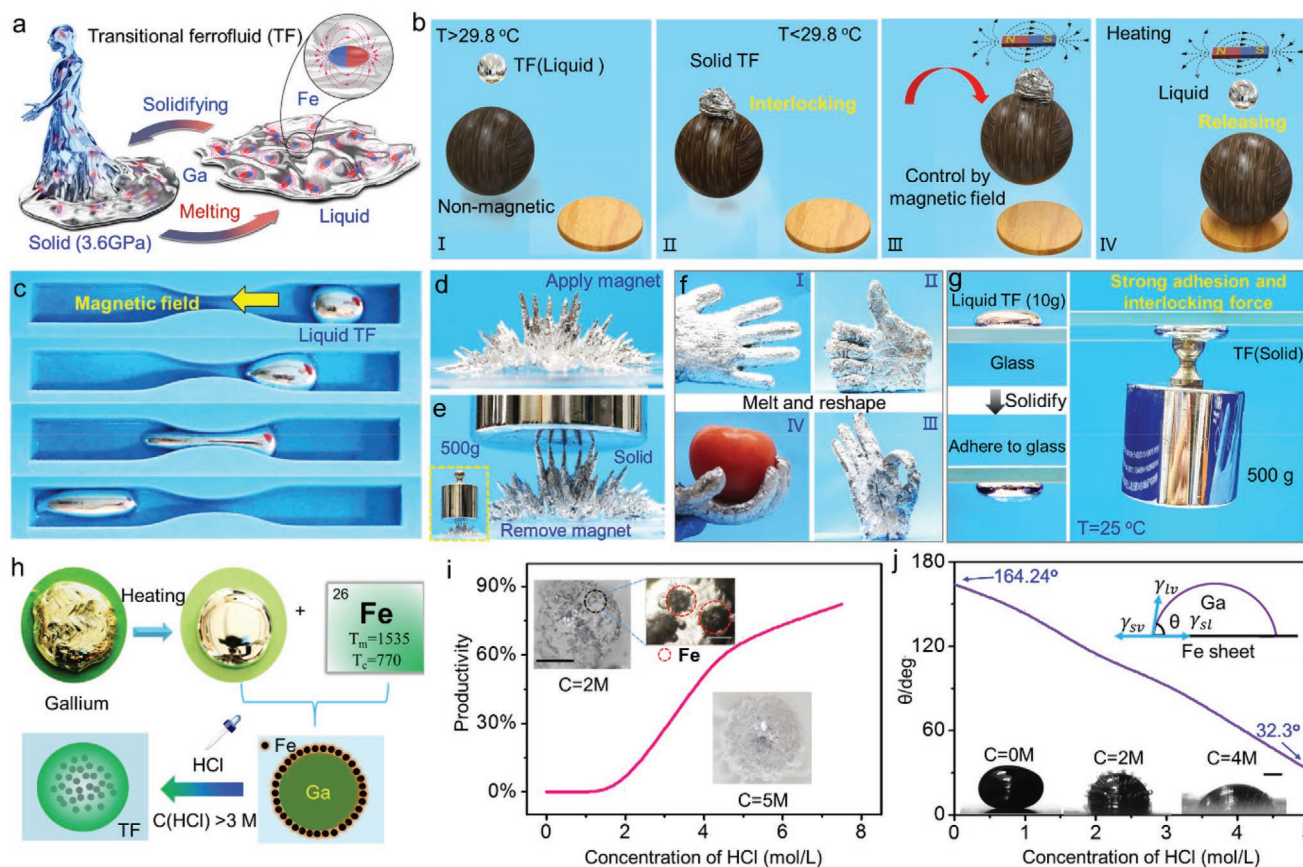 a
Transitional ferrofluid (TF)
Fe
Solidifying
Ga
Melting
Liquid
Solid (3.6GPa)
b
T>29.8 °C
TF(Liquid )
Non-magnetic
I
T<29.8 °C
Solid TF
Interlocking
II
N S
Control by
magnetic field
III
Heating
N S
Liquid
Releasing
IV
c
Magnetic field
Liquid TF
d
Apply magnet
e
500g
Solid
Remove magnet
f
I
II
Melt and reshape
IV
III
g
Liquid TF (10g)
Glass
Solidify
Adhere to glass
Strong adhesion and
interlocking force
TF(Solid)
500 g
T=25 °C
h
Heating
+
Gallium
26
Fe
Tm=1535
Tc=770
HCl
C(HCl) >3 M
TF
Fe
Ga
i
Productivity
90%
60%
30%
0%
C=2M
Fe
C=5M
0 2 4 6 8
Concentration of HCl (mol/L)
j
θ/deg.
180
120
60
0
164.24°
γlv
γsv
θ
γsl
Ga
Fe sheet
32.3°
C=0M
C=2M
C=4M
0 1 2 3 4 5
Concentration of HCl (mol/L)